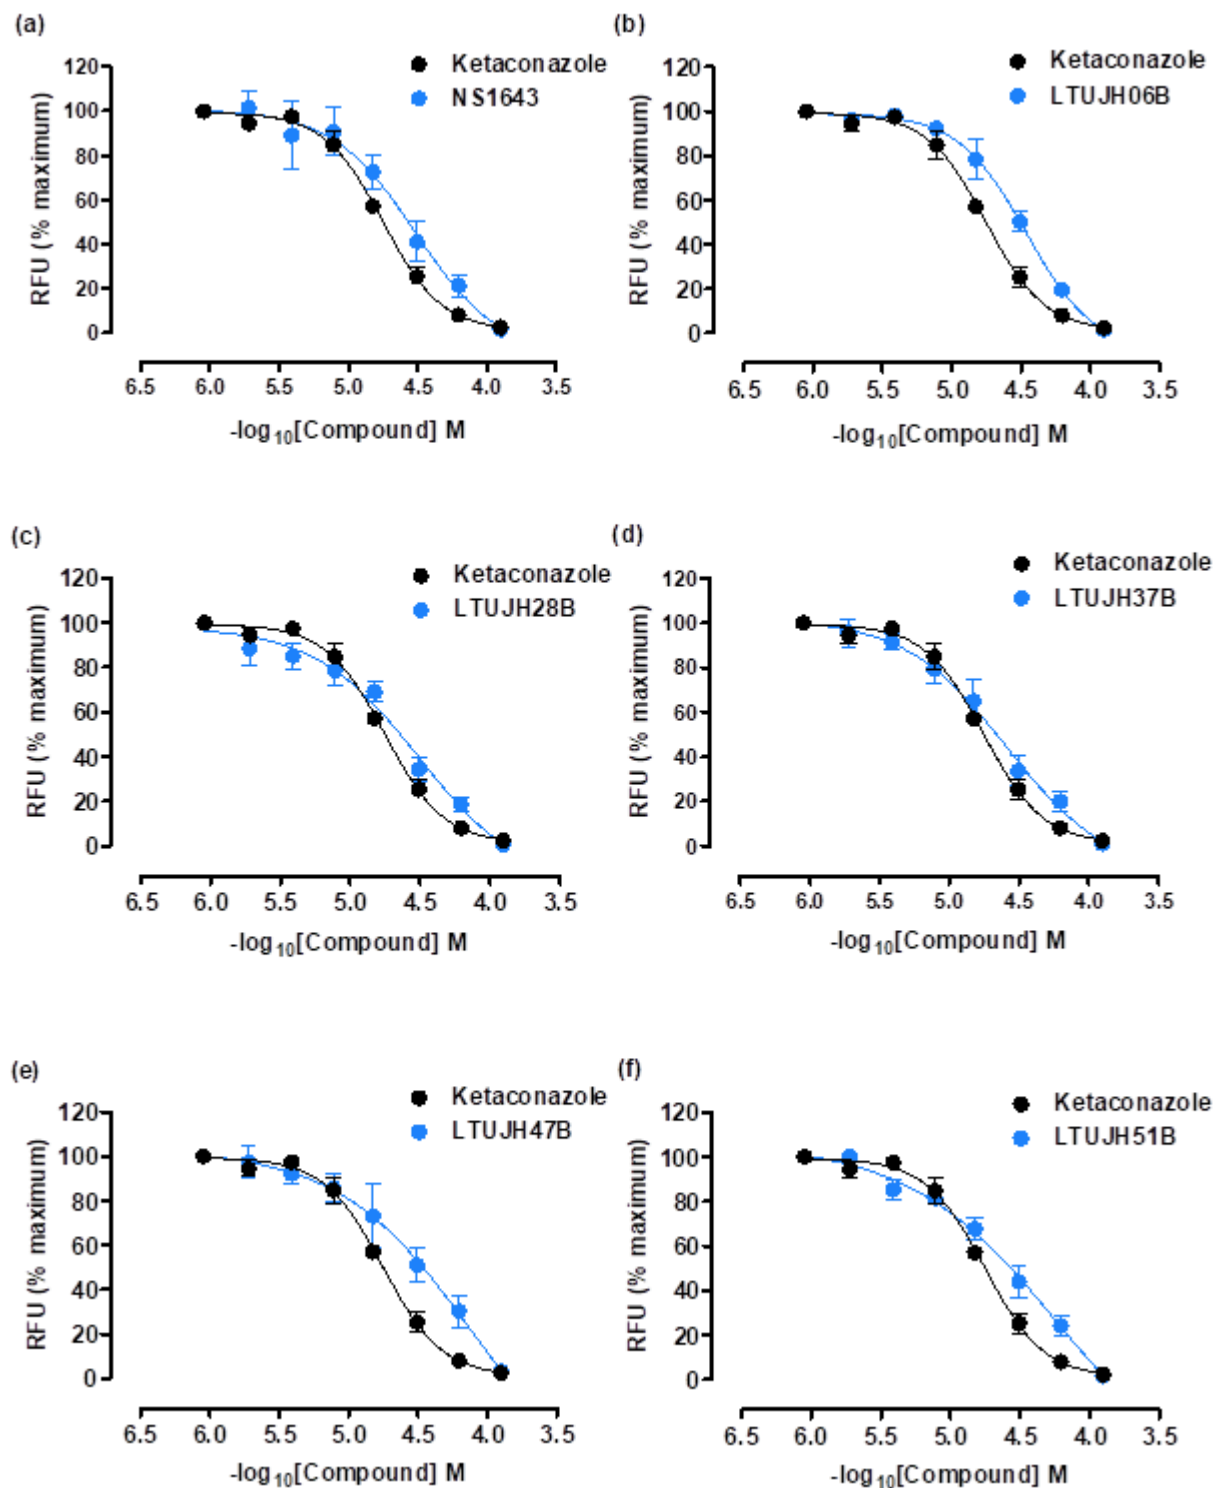 (a)
Ketaconazole
NS1643
RFU (% maximum)
120
100
80
60
40
20
0
6.5 6.0 5.5 5.0 4.5 4.0 3.5
-log₁₀[Compound] M
(b)
Ketaconazole
LTUJH06B
RFU (% maximum)
120
100
80
60
40
20
0
6.5 6.0 5.5 5.0 4.5 4.0 3.5
-log₁₀[Compound] M
(c)
Ketaconazole
LTUJH28B
RFU (% maximum)
120
100
80
60
40
20
0
6.5 6.0 5.5 5.0 4.5 4.0 3.5
-log₁₀[Compound] M
(d)
Ketaconazole
LTUJH37B
RFU (% maximum)
120
100
80
60
40
20
0
6.5 6.0 5.5 5.0 4.5 4.0 3.5
-log₁₀[Compound] M
(e)
Ketaconazole
LTUJH47B
RFU (% maximum)
120
100
80
60
40
20
0
6.5 6.0 5.5 5.0 4.5 4.0 3.5
-log₁₀[Compound] M
(f)
Ketaconazole
LTUJH51B
RFU (% maximum)
120
100
80
60
40
20
0
6.5 6.0 5.5 5.0 4.5 4.0 3.5
-log₁₀[Compound] M